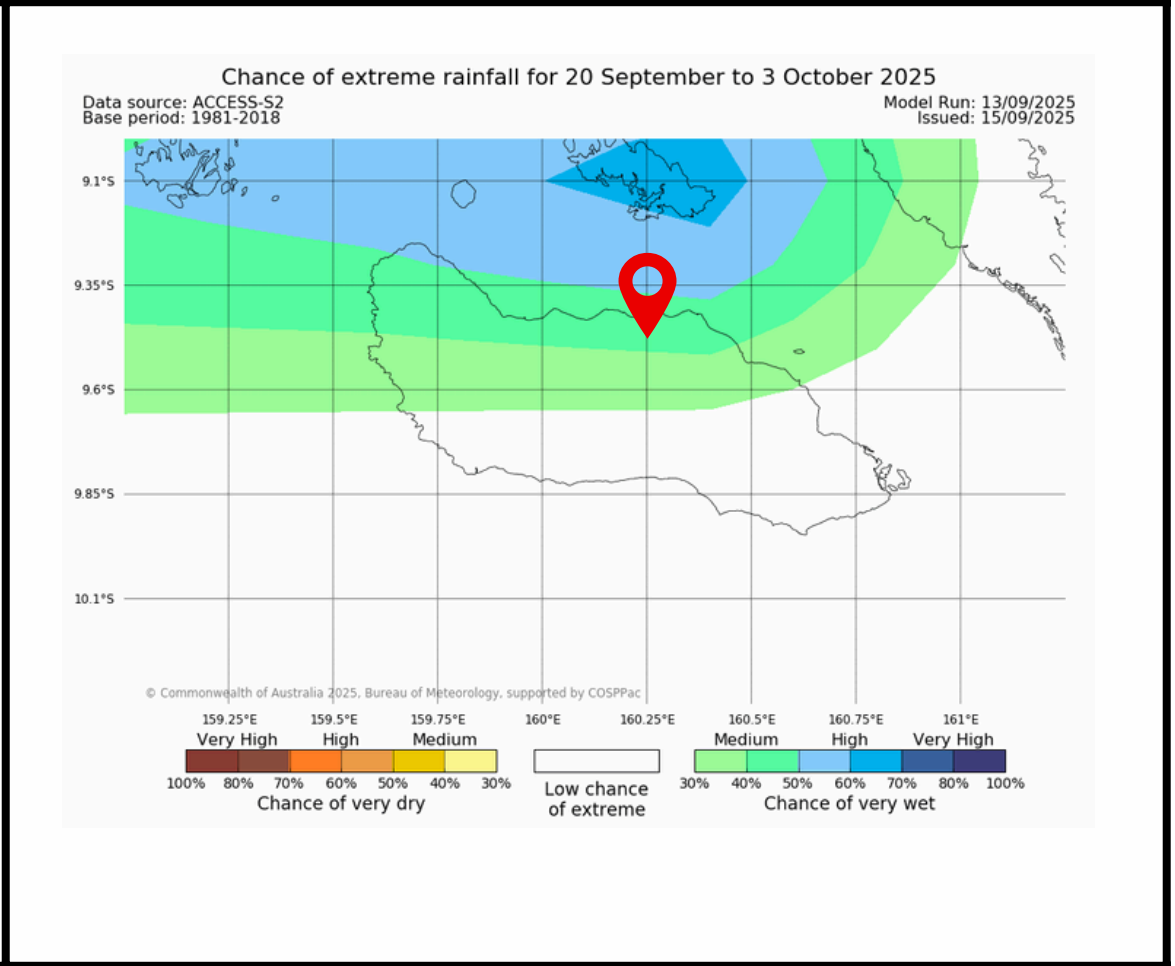 Chance of extreme rainfall for 20 September to 3 October 2025
Data source: ACCESS-S2
Base period: 1981-2018
Model Run: 13/09/2025
Issued: 15/09/2025
9.1°S
9.35°S
9.6°S
9.85°S
10.1°S
© Commonwealth of Australia 2025, Bureau of Meteorology, supported by COSPPac
159.25°E 159.5°E 159.75°E 160°E 160.25°E 160.5°E 160.75°E 161°E
Very High High Medium
100% 80% 70% 60% 50% 40% 30%
Chance of very dry
Low chance
of extreme
Medium High Very High
30% 40% 50% 60% 70% 80% 100%
Chance of very wet